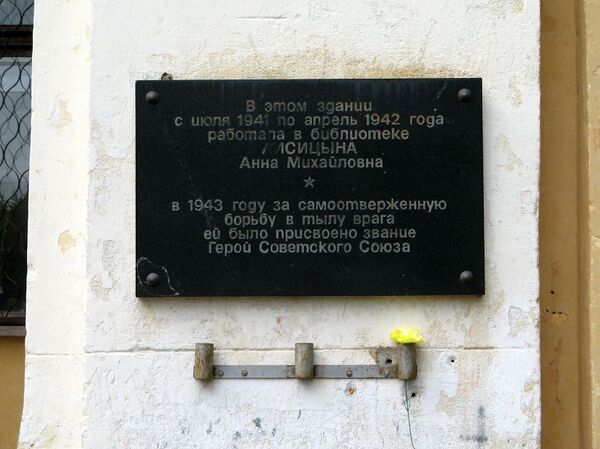 В этом здании
с июля 1941 по апрель 1942 года
работала в библиотеке
ЛИСИЦЫНА
Анна Михайловна
в 1943 году за самоотверженную
борьбу в тылу врага
ей было присвоено звание
Герой Советского Союза